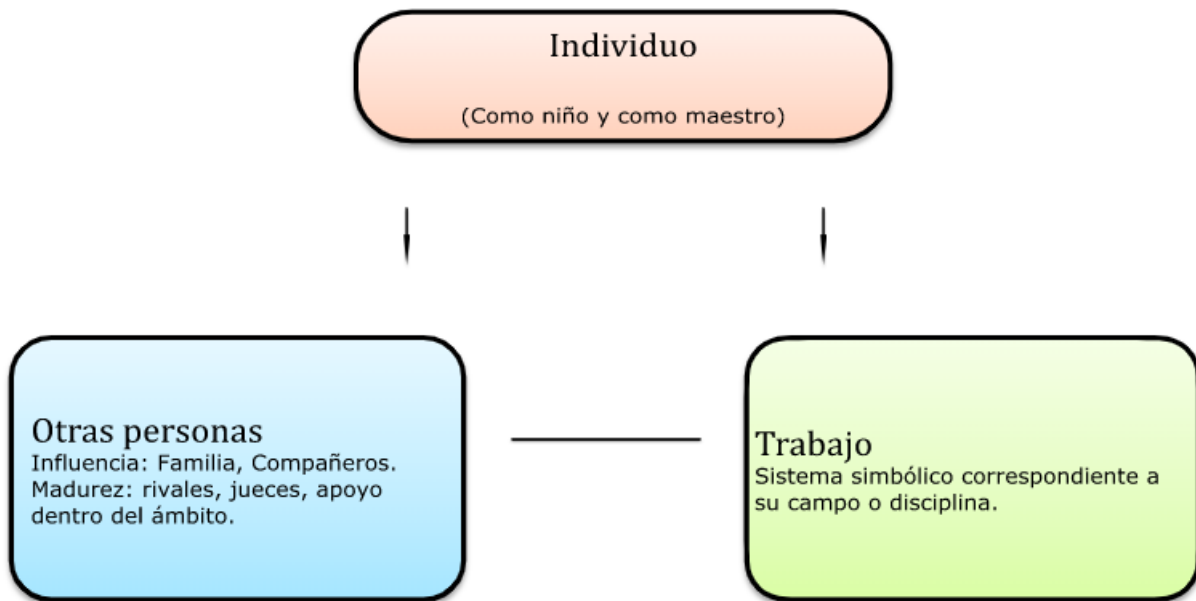 Individuo
(Como niño y como maestro)
Otras personas
Influencia: Familia, Compañeros.
Madurez: rivales, jueces, apoyo
dentro del ámbito.
Trabajo
Sistema simbólico correspondiente a
su campo o disciplina.